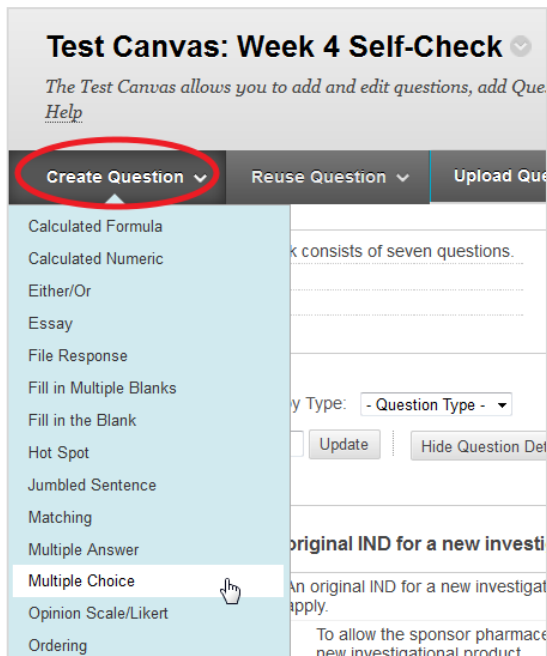 Test Canvas: Week 4 Self-Check
The Test Canvas allows you to add and edit questions, add Que
Help
Create Question Reuse Question Upload Que
Calculated Formula
Calculated Numeric
k consists of seven questions.
Either/Or
Essay
File Response
Fill in Multiple Blanks
y Type: - Question Type -
Fill in the Blank
Update Hide Question Det
Hot Spot
Jumbled Sentence
Matching
original IND for a new investi
Multiple Answer
Multiple Choice
An original IND for a new investigat
apply.
Opinion Scale/Likert
To allow the sponsor pharmace
Ordering
new investigational product